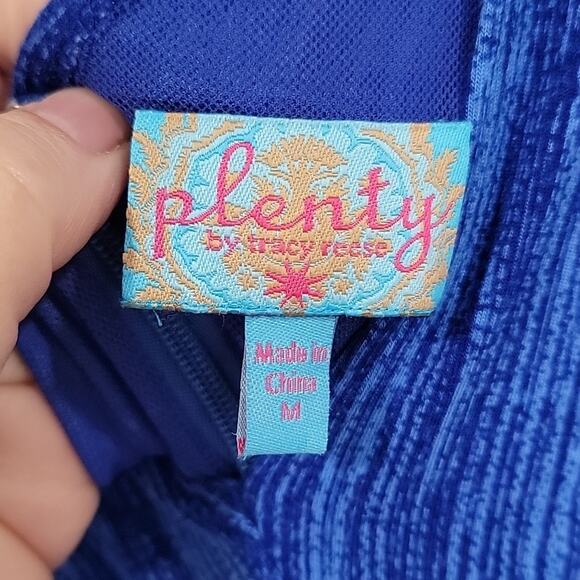 plenty
by tracy reese
Made in
China
M